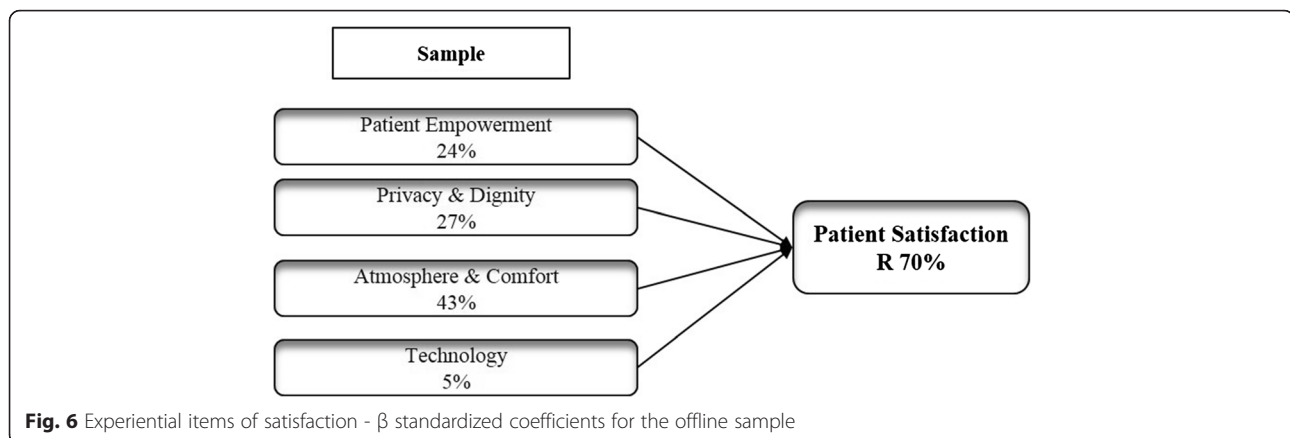 Sample
Patient Empowerment
24%
Privacy & Dignity
27%
Atmosphere & Comfort
43%
Technology
5%
Patient Satisfaction
R 70%
Fig. 6 Experiential items of satisfaction - β standardized coefficients for the offline sample